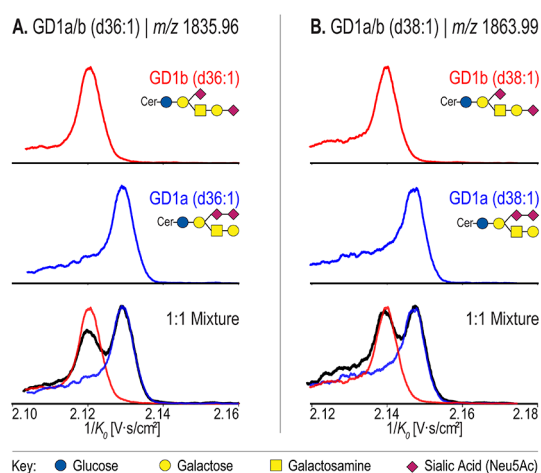 A. GD1a/b (d36:1) | m/z 1835.96
GD1b (d36:1)
Cer
GD1a (d36:1)
Cer
1:1 Mixture
2.10 2.12 2.14 2.16
1/K0 [V·s/cm²]
B. GD1a/b (d38:1) | m/z 1863.99
GD1b (d38:1)
Cer
GD1a (d38:1)
Cer
1:1 Mixture
2.12 2.14 2.16 2.18
1/K0 [V·s/cm²]
Key: Glucose Galactose Galactosamine Sialic Acid (Neu5Ac)